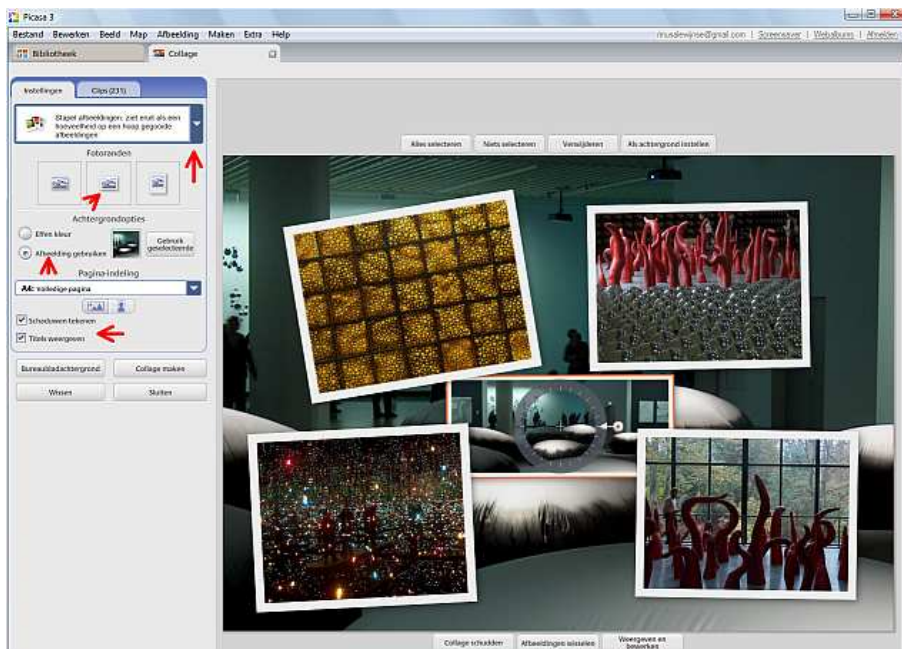 Picasa 3
Bestand Bewerken Beeld Map Afbeelding Maken Extra Help
rinusalewijnse@gmail.com | Screensaver | Webalbums | Afmelden
Bibliotheek
Collage
Instellingen
Clips (231)
Stapel afbeeldingen: ziet eruit als een
hoeveelheid op een hoop gegooide
afbeeldingen
Fotoranden
Achtergrondopties
Effen kleur
Afbeelding gebruiken
Gebruik
geselecteerde
Pagina-indeling
A4: Volledige pagina
Schaduwen tekenen
Titels weergeven
Bureaubladachtergrond
Collage maken
Wissen
Sluiten
Alles selecteren
Niets selecteren
Verwijderen
Als achtergrond instellen
Collage schudden
Afbeeldingen wisselen
Weergeven en
bewerken